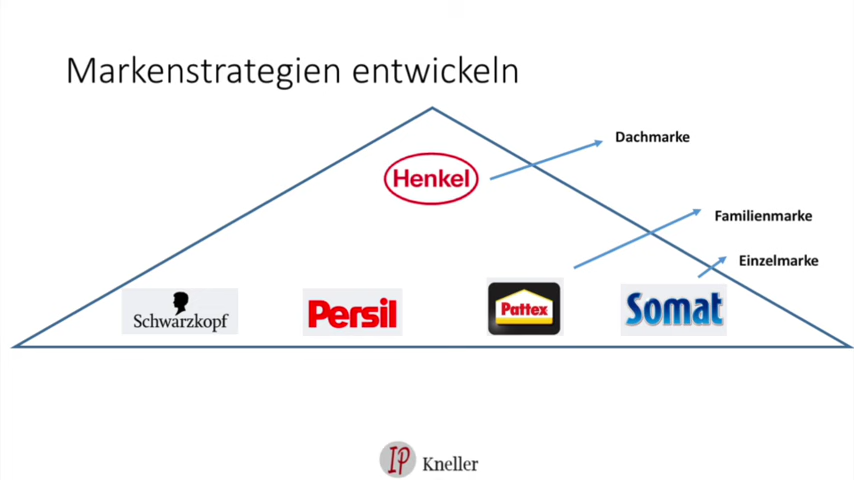 Markenstrategien entwickeln
Dachmarke
Henkel
Familienmarke
Einzelmarke
Schwarzkopf
Persil
Pattex
Somat
IP Kneller